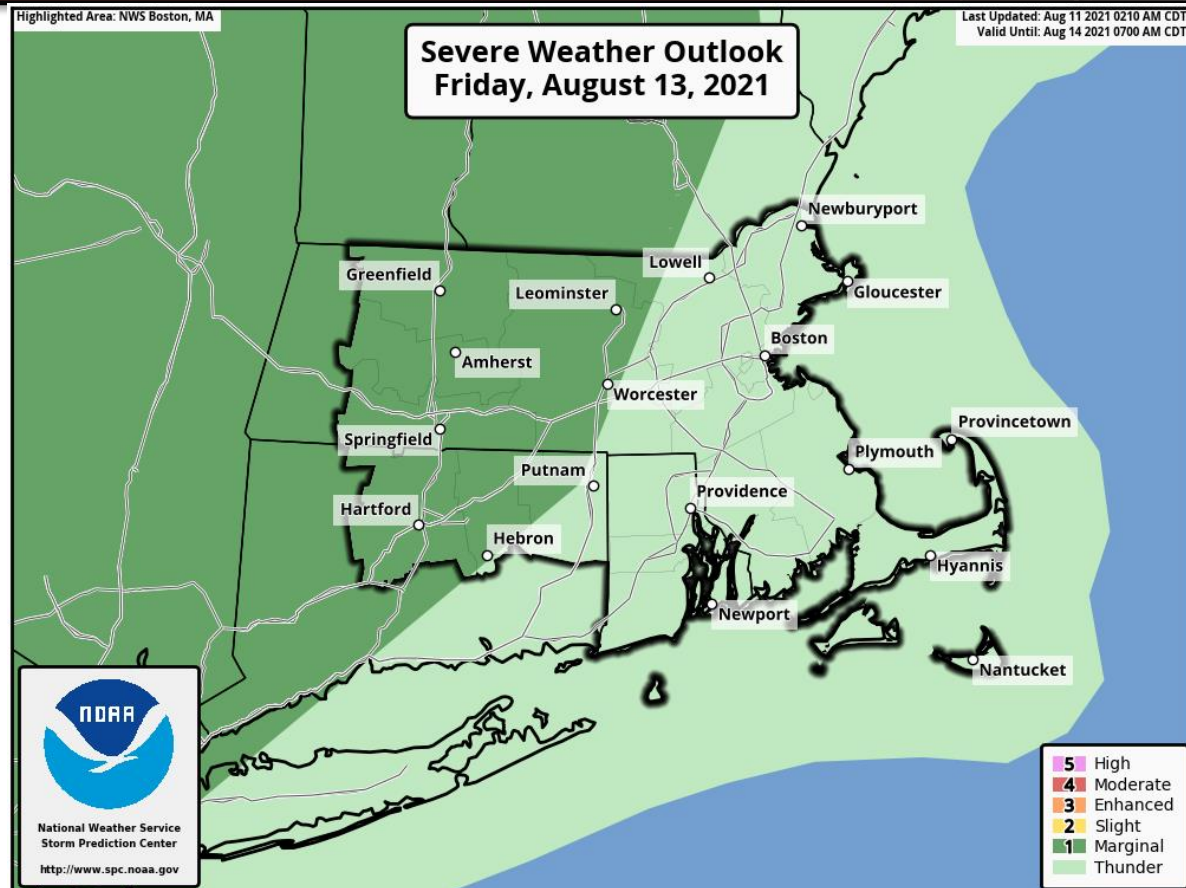 Highlighted Area: NWS Boston, MA
Last Updated: Aug 11 2021 0210 AM CDT
Valid Until: Aug 14 2021 0700 AM CDT
Severe Weather Outlook
Friday, August 13, 2021
Newburyport
Lowell
Greenfield
Leominster
Gloucester
Boston
Amherst
Worcester
Provincetown
Springfield
Plymouth
Putnam
Providence
Hartford
Hebron
Hyannis
Newport
Nantucket
NOAA
National Weather Service
Storm Prediction Center
http://www.spc.noaa.gov
5 High
4 Moderate
3 Enhanced
2 Slight
1 Marginal
Thunder